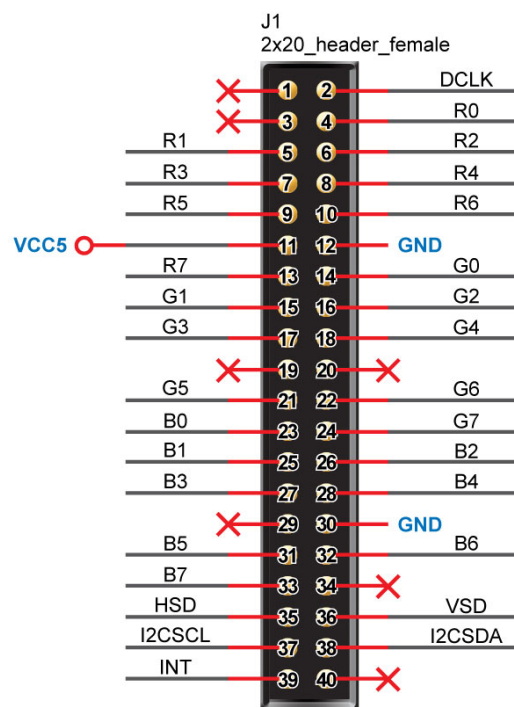 J1
2x20_header_female
1 2 DCLK
3 4 R0
R1 5 6 R2
R3 7 8 R4
R5 9 10 R6
VCC5 11 12 GND
R7 13 14 G0
G1 15 16 G2
G3 17 18 G4
19 20
G5 21 22 G6
B0 23 24 G7
B1 25 26 B2
B3 27 28 B4
29 30 GND
B5 31 32 B6
B7 33 34
HSD 35 36 VSD
I2CSCL 37 38 I2CSDA
INT 39 40